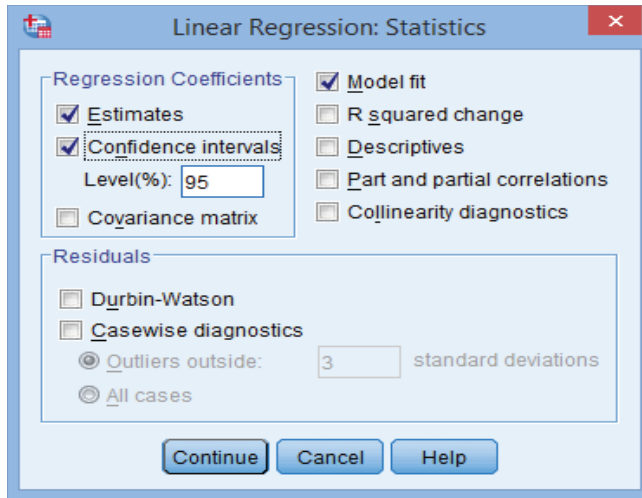 Linear Regression: Statistics
Regression Coefficients
Estimates
Confidence intervals
Level(%): 95
Covariance matrix
Model fit
R squared change
Descriptives
Part and partial correlations
Collinearity diagnostics
Residuals
Durbin-Watson
Casewise diagnostics
Outliers outside: 3 standard deviations
All cases
Continue Cancel Help